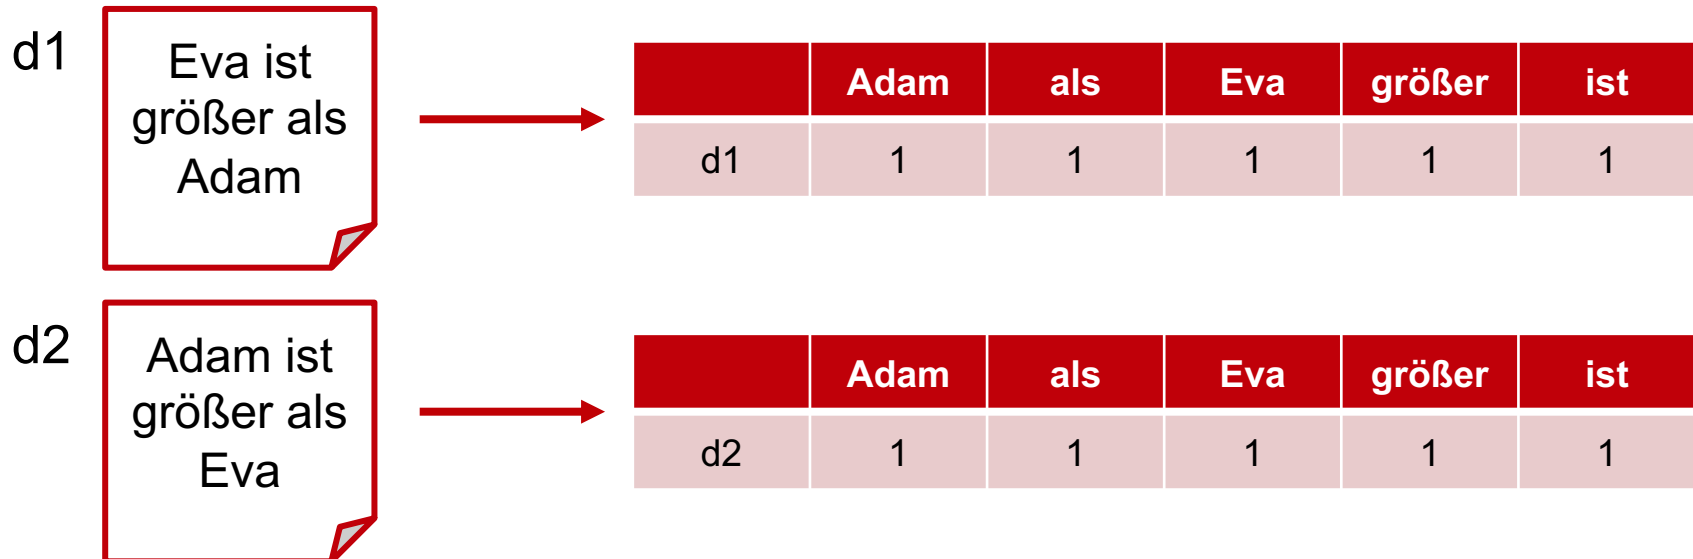 d1
Eva ist
größer als
Adam
Adam als Eva größer ist
d1 1 1 1 1 1
d2
Adam ist
größer als
Eva
Adam als Eva größer ist
d2 1 1 1 1 1